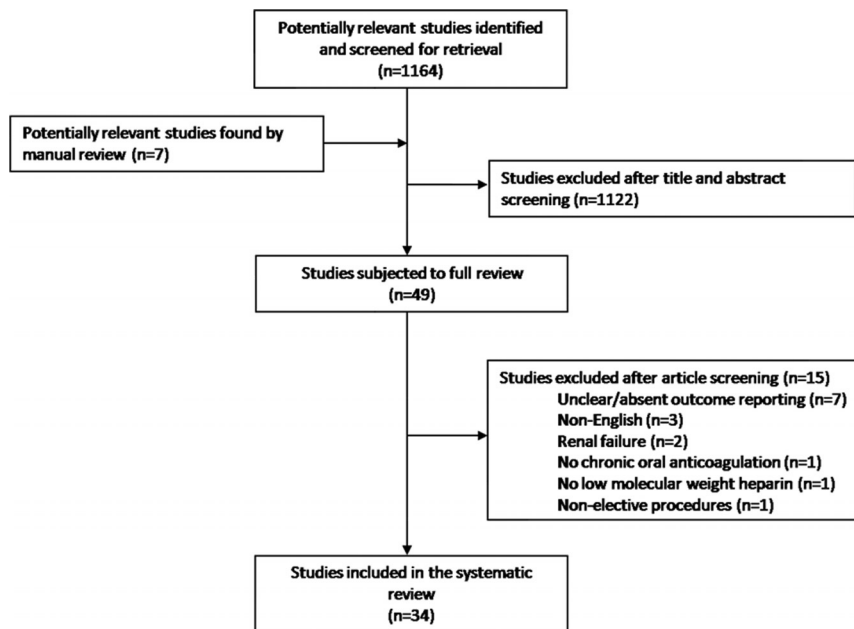 Potentially relevant studies identified
and screened for retrieval
(n=1164)
Potentially relevant studies found by
manual review (n=7)
Studies excluded after title and abstract
screening (n=1122)
Studies subjected to full review
(n=49)
Studies excluded after article screening (n=15)
Unclear/absent outcome reporting (n=7)
Non-English (n=3)
Renal failure (n=2)
No chronic oral anticoagulation (n=1)
No low molecular weight heparin (n=1)
Non-elective procedures (n=1)
Studies included in the systematic
review
(n=34)